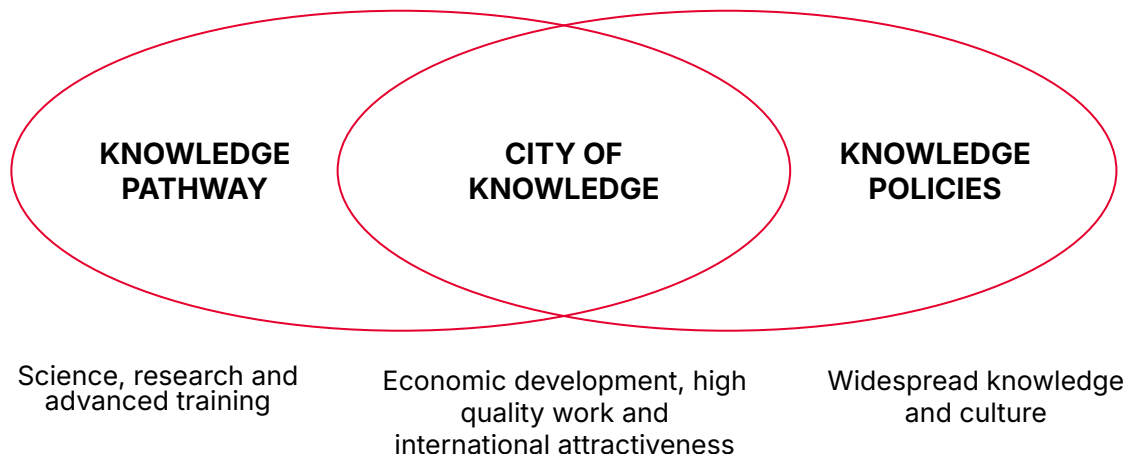 KNOWLEDGE
PATHWAY
CITY OF
KNOWLEDGE
KNOWLEDGE
POLICIES
Science, research and
advanced training
Economic development, high
quality work and
international attractiveness
Widespread knowledge
and culture